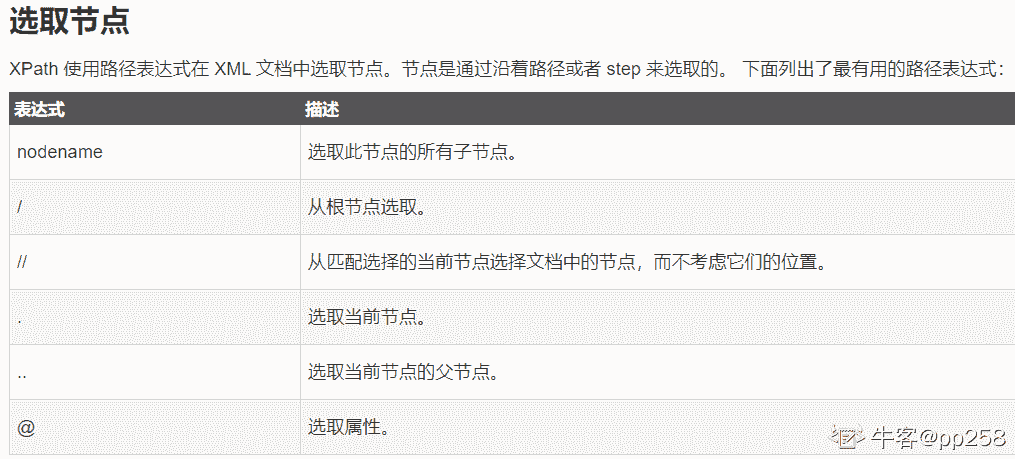 选取节点
XPath 使用路径表达式在 XML 文档中选取节点。节点是通过沿着路径或者 step 来选取的。 下面列出了最有用的路径表达式：
表达式 描述
nodename 选取此节点的所有子节点。
/ 从根节点选取。
// 从匹配选择的当前节点选择文档中的节点，而不考虑它们的位置。
. 选取当前节点。
.. 选取当前节点的父节点。
@ 选取属性。
牛客@pp258